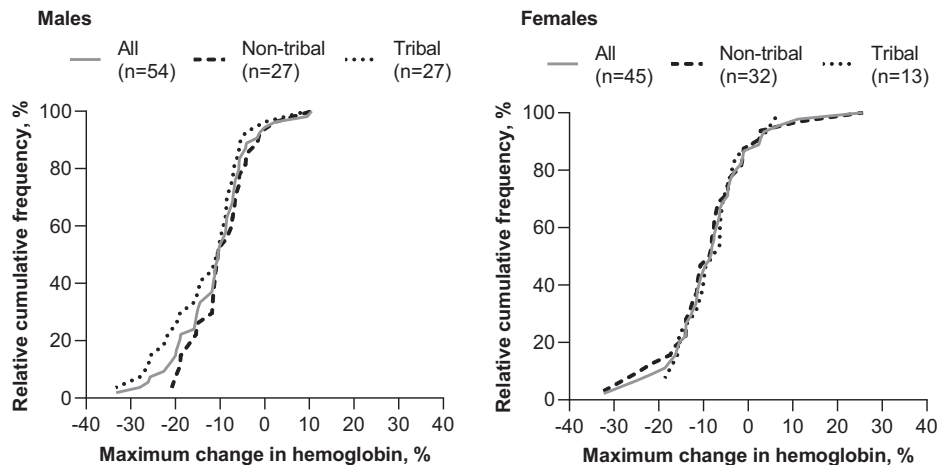 Males
All
(n=54)
Non-tribal
(n=27)
Tribal
(n=27)
Relative cumulative frequency, %
100
80
60
40
20
0
-40 -30 -20 -10 0 10 20 30 40
Maximum change in hemoglobin, %
Females
All
(n=45)
Non-tribal
(n=32)
Tribal
(n=13)
Relative cumulative frequency, %
100
80
60
40
20
0
-40 -30 -20 -10 0 10 20 30 40
Maximum change in hemoglobin, %